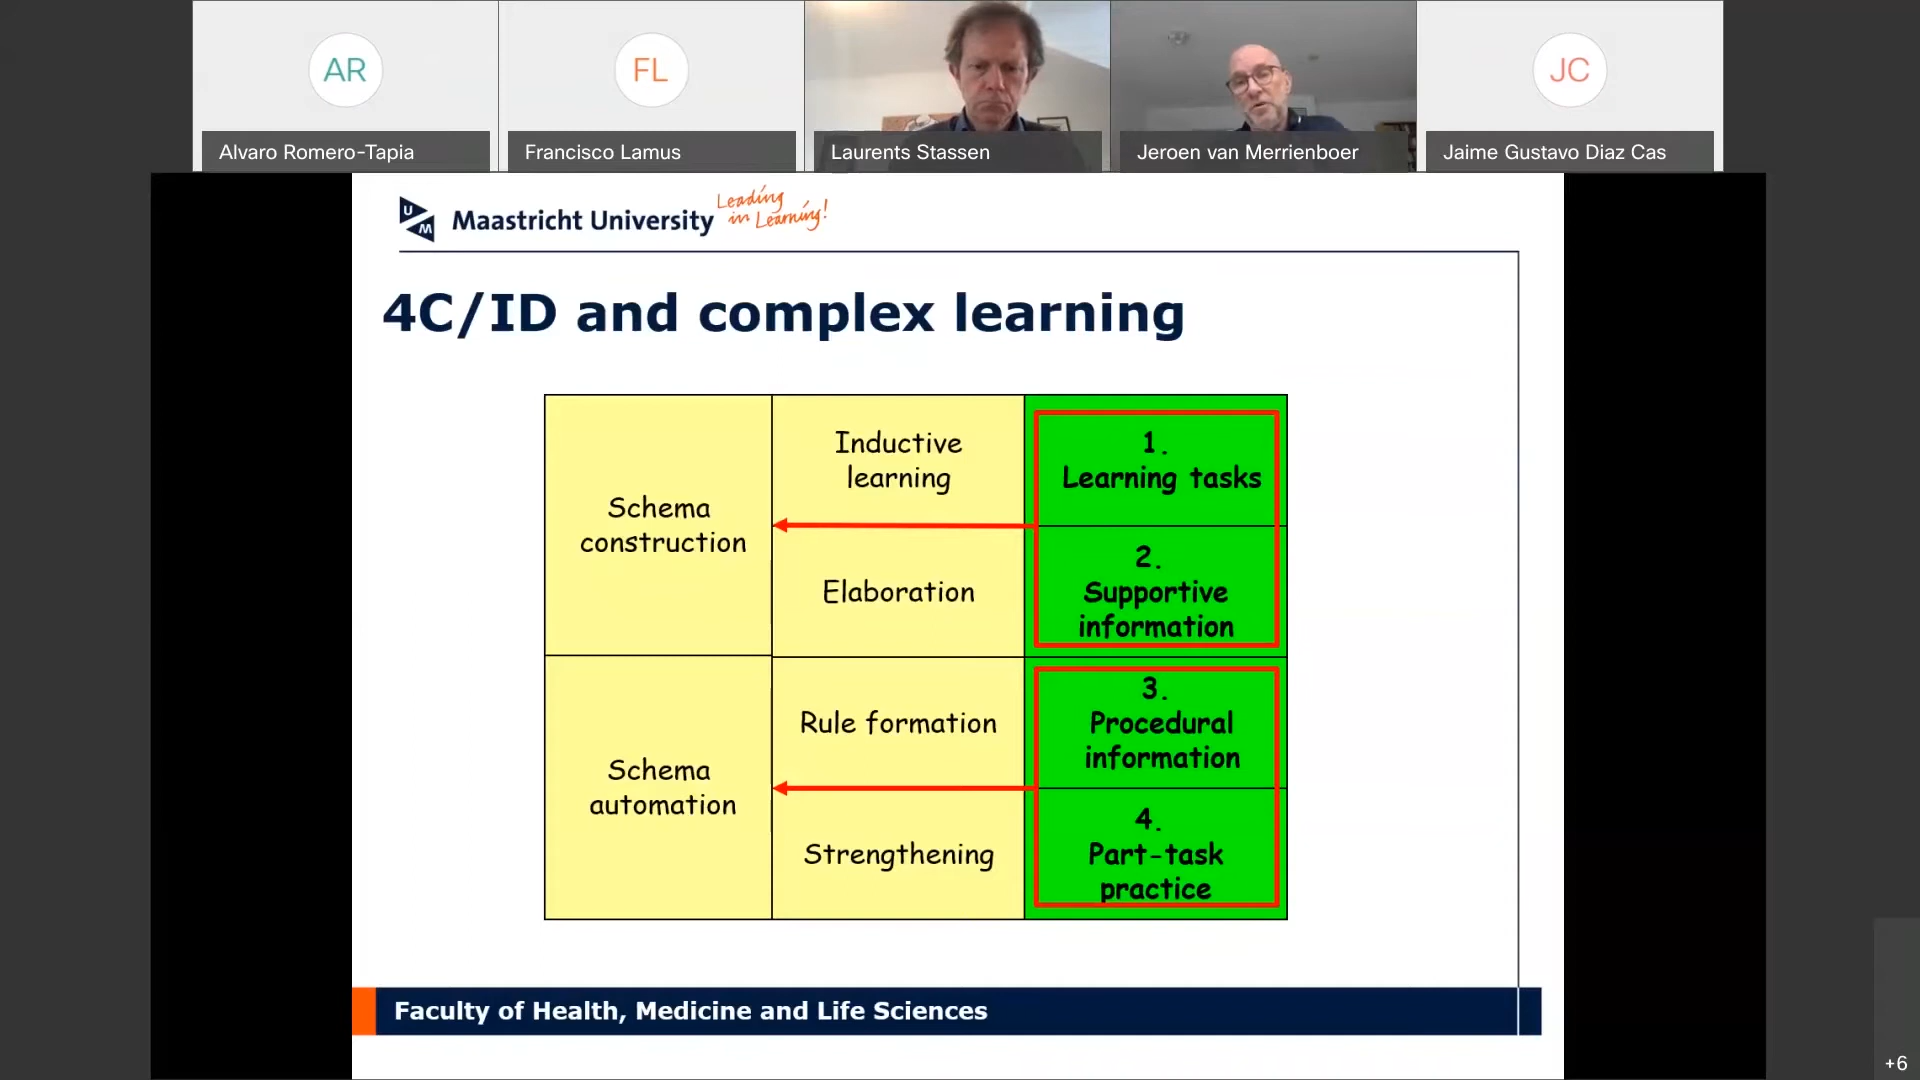 AR
FL
JC
Alvaro Romero-Tapia
Francisco Lamus
Laurents Stassen
Jeroen van Merrienboer
Jaime Gustavo Diaz Cas
UM
Maastricht University
Leading
in Learning!
4C/ID and complex learning
Schema
construction
Inductive
learning
1.
Learning tasks
Elaboration
2.
Supportive
information
Schema
automation
Rule formation
3.
Procedural
information
Strengthening
4.
Part-task
practice
Faculty of Health, Medicine and Life Sciences
+6